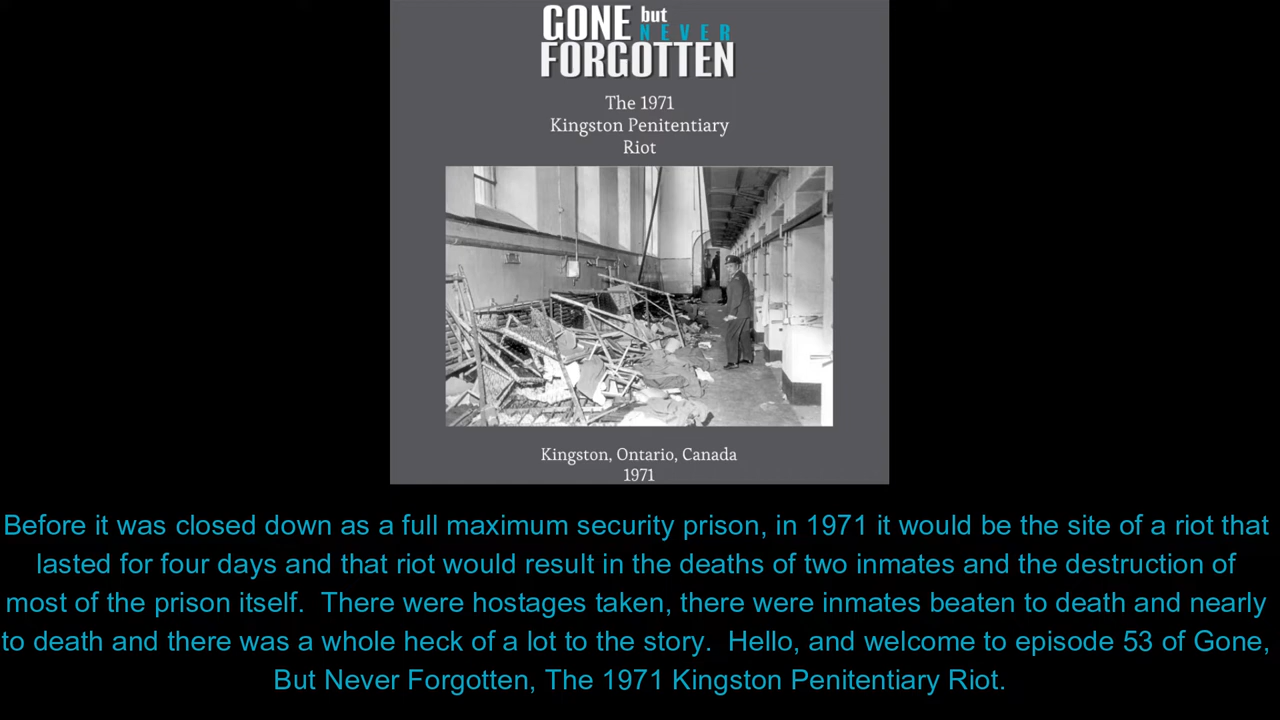 GONE but
NEVER
FORGOTTEN
The 1971
Kingston Penitentiary
Riot
Kingston, Ontario, Canada
1971
Before it was closed down as a full maximum security prison, in 1971 it would be the site of a riot that
lasted for four days and that riot would result in the deaths of two inmates and the destruction of
most of the prison itself.  There were hostages taken, there were inmates beaten to death and nearly
to death and there was a whole heck of a lot to the story.  Hello, and welcome to episode 53 of Gone,
But Never Forgotten, The 1971 Kingston Penitentiary Riot.